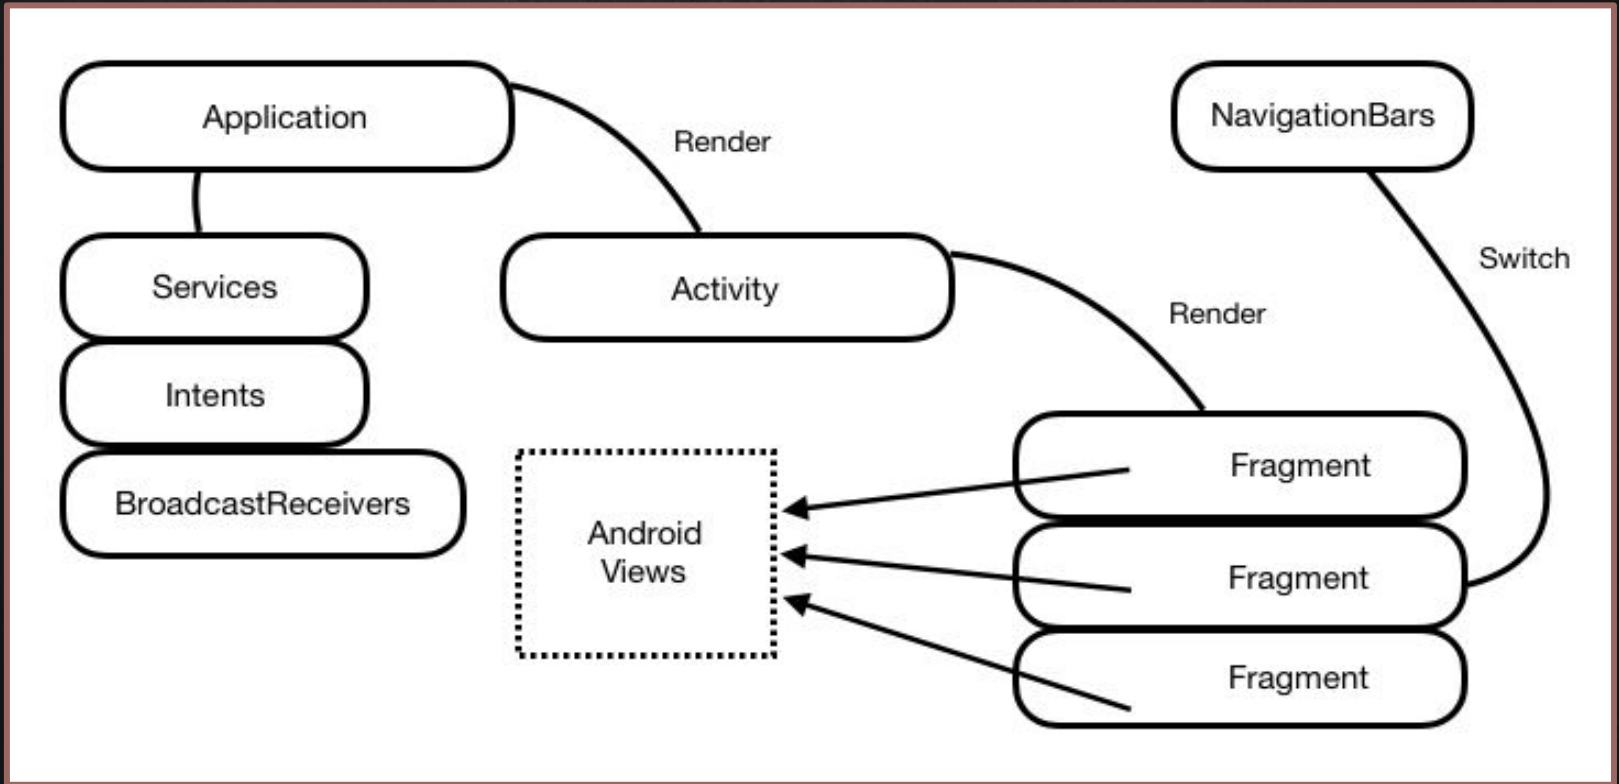 Application
NavigationBars
Render
Switch
Services
Activity
Render
Intents
Fragment
BroadcastReceivers
Android
Views
Fragment
Fragment